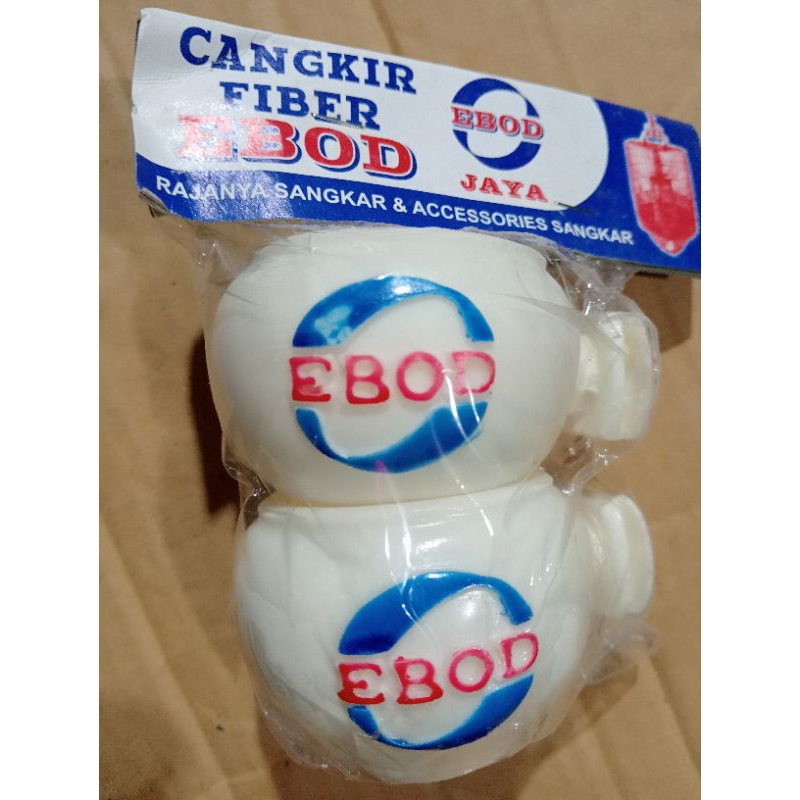 CANGKIR
FIBER
EBOD
EBOD
JAYA
RAJANYA SANGKAR & ACCESSORIES SANGKAR
EBOD
EBOD